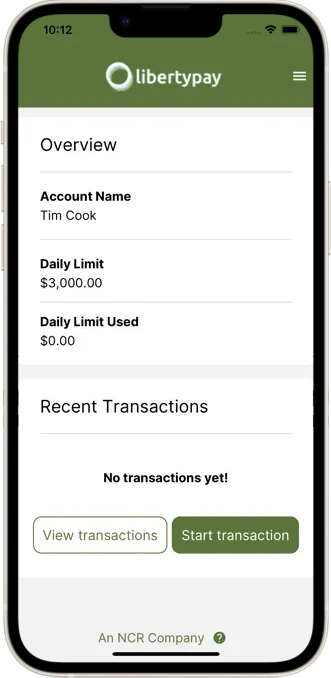 10:12
libertypay
Overview
Account Name
Tim Cook
Daily Limit
$3,000.00
Daily Limit Used
$0.00
Recent Transactions
No transactions yet!
View transactions
Start transaction
An NCR Company ?